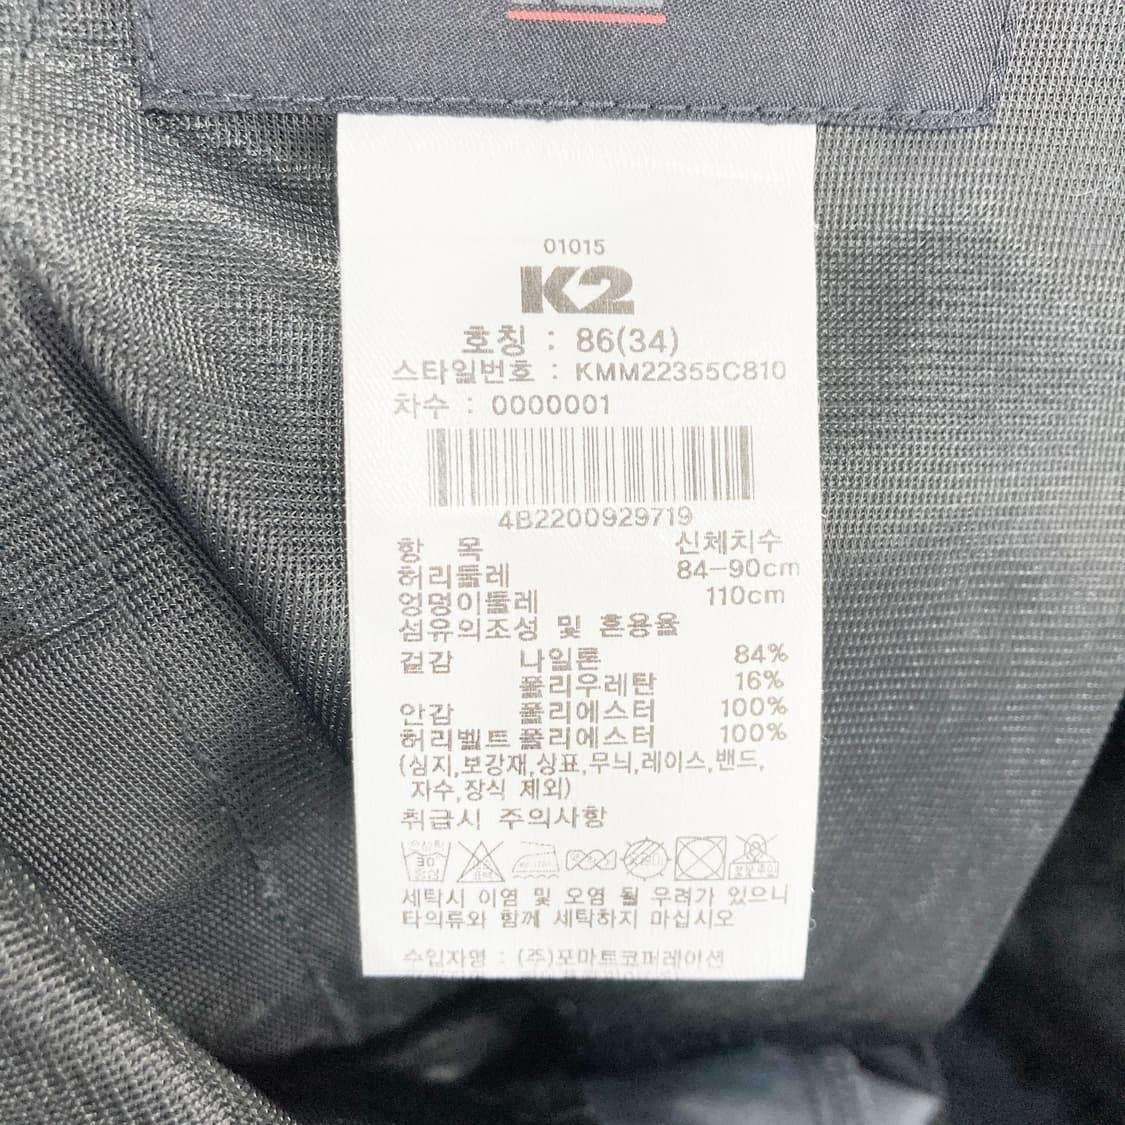 01015
K2
호칭 : 86(34)
스타일번호 : KMM22355C810
차수 : 0000001
4B2200929719
항 목 신체치수
허리둘레 84-90cm
엉덩이둘레 110cm
섬유의조성 및 혼용율
겉감 나일론 84%
폴리우레탄 16%
안감 폴리에스터 100%
허리벨트 폴리에스터 100%
(심지,보강재,상표,무늬,레이스,밴드,
자수,장식 제외)
취급시 주의사항
30 중성
세탁시 이염 및 오염 될 우려가 있으니
타의류와 함께 세탁하지 마십시오
수입자명 : (주)포마트코퍼레이션